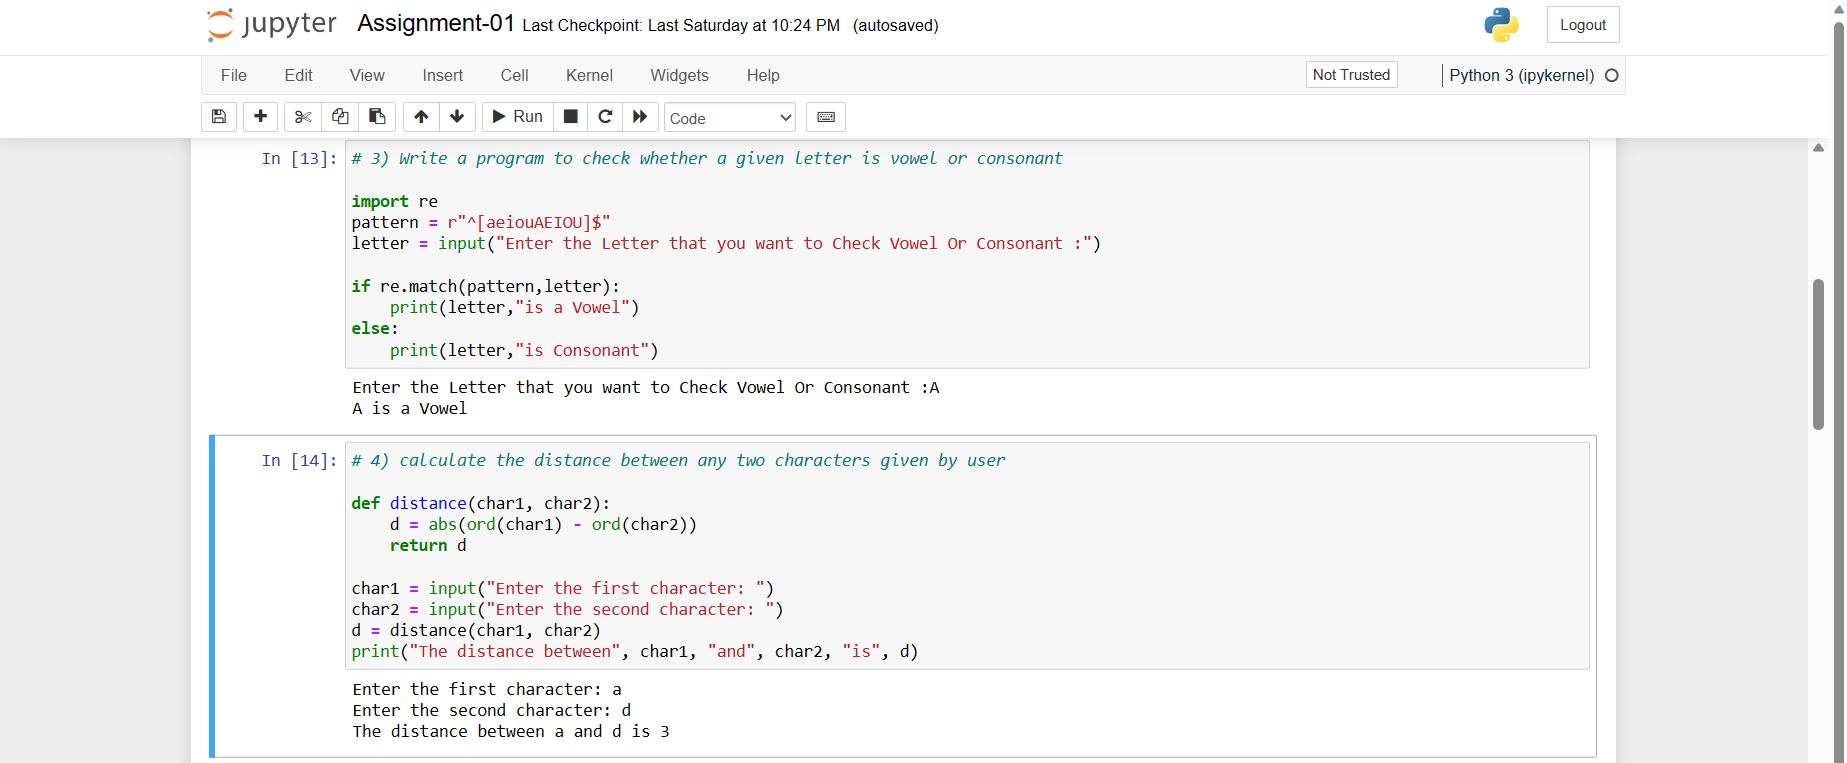 jupyter Assignment-01 Last Checkpoint: Last Saturday at 10:24 PM (autosaved)
Logout
File Edit View Insert Cell Kernel Widgets Help
Not Trusted
Python 3 (ipykernel)
Run
Code
In [13]:
# 3) Write a program to check whether a given letter is vowel or consonant

import re
pattern = r"^[aeiouAEIOU]$"
letter = input("Enter the Letter that you want to Check Vowel Or Consonant :")

if re.match(pattern,letter):
    print(letter,"is a Vowel")
else:
    print(letter,"is Consonant")

Enter the Letter that you want to Check Vowel Or Consonant :A
A is a Vowel

In [14]:
# 4) calculate the distance between any two characters given by user

def distance(char1, char2):
    d = abs(ord(char1) - ord(char2))
    return d

char1 = input("Enter the first character: ")
char2 = input("Enter the second character: ")
d = distance(char1, char2)
print("The distance between", char1, "and", char2, "is", d)

Enter the first character: a
Enter the second character: d
The distance between a and d is 3